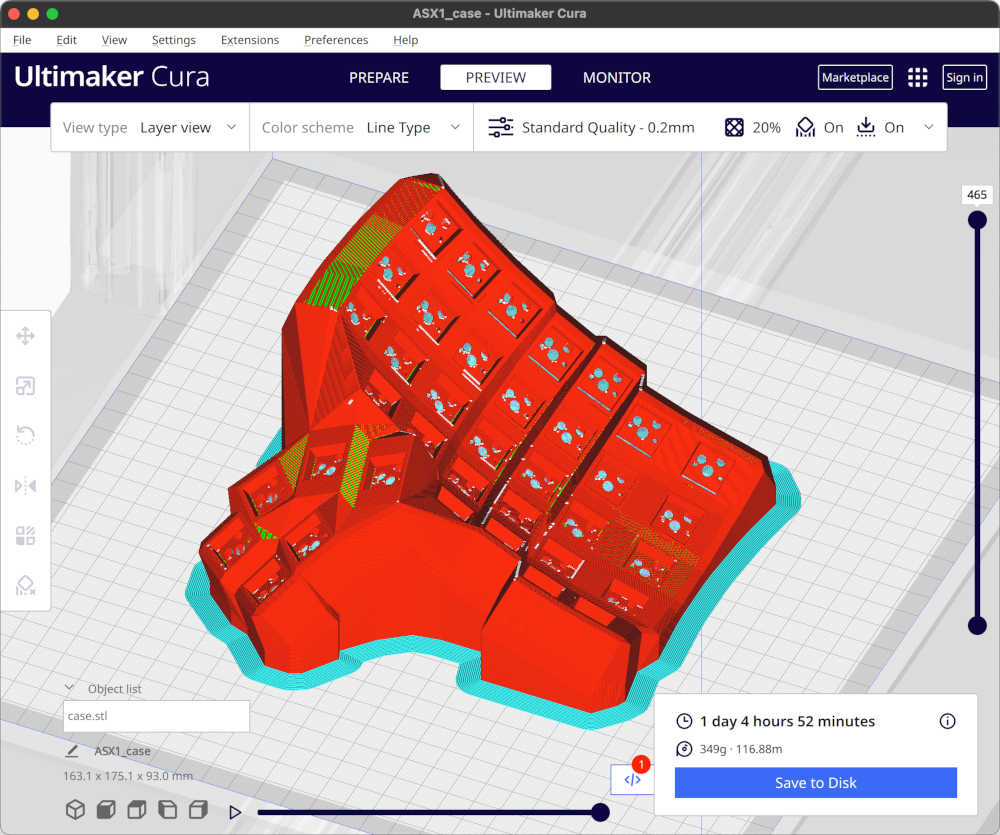 ASX1_case - Ultimaker Cura
File Edit View Settings Extensions Preferences Help
Ultimaker Cura PREPARE PREVIEW MONITOR Marketplace Sign in
View type Layer view Color scheme Line Type Standard Quality - 0.2mm 20% On On
465
Object list
case.stl
ASX1_case
163.1 x 175.1 x 93.0 mm
1
</>
1 day 4 hours 52 minutes
349g · 116.88m
Save to Disk